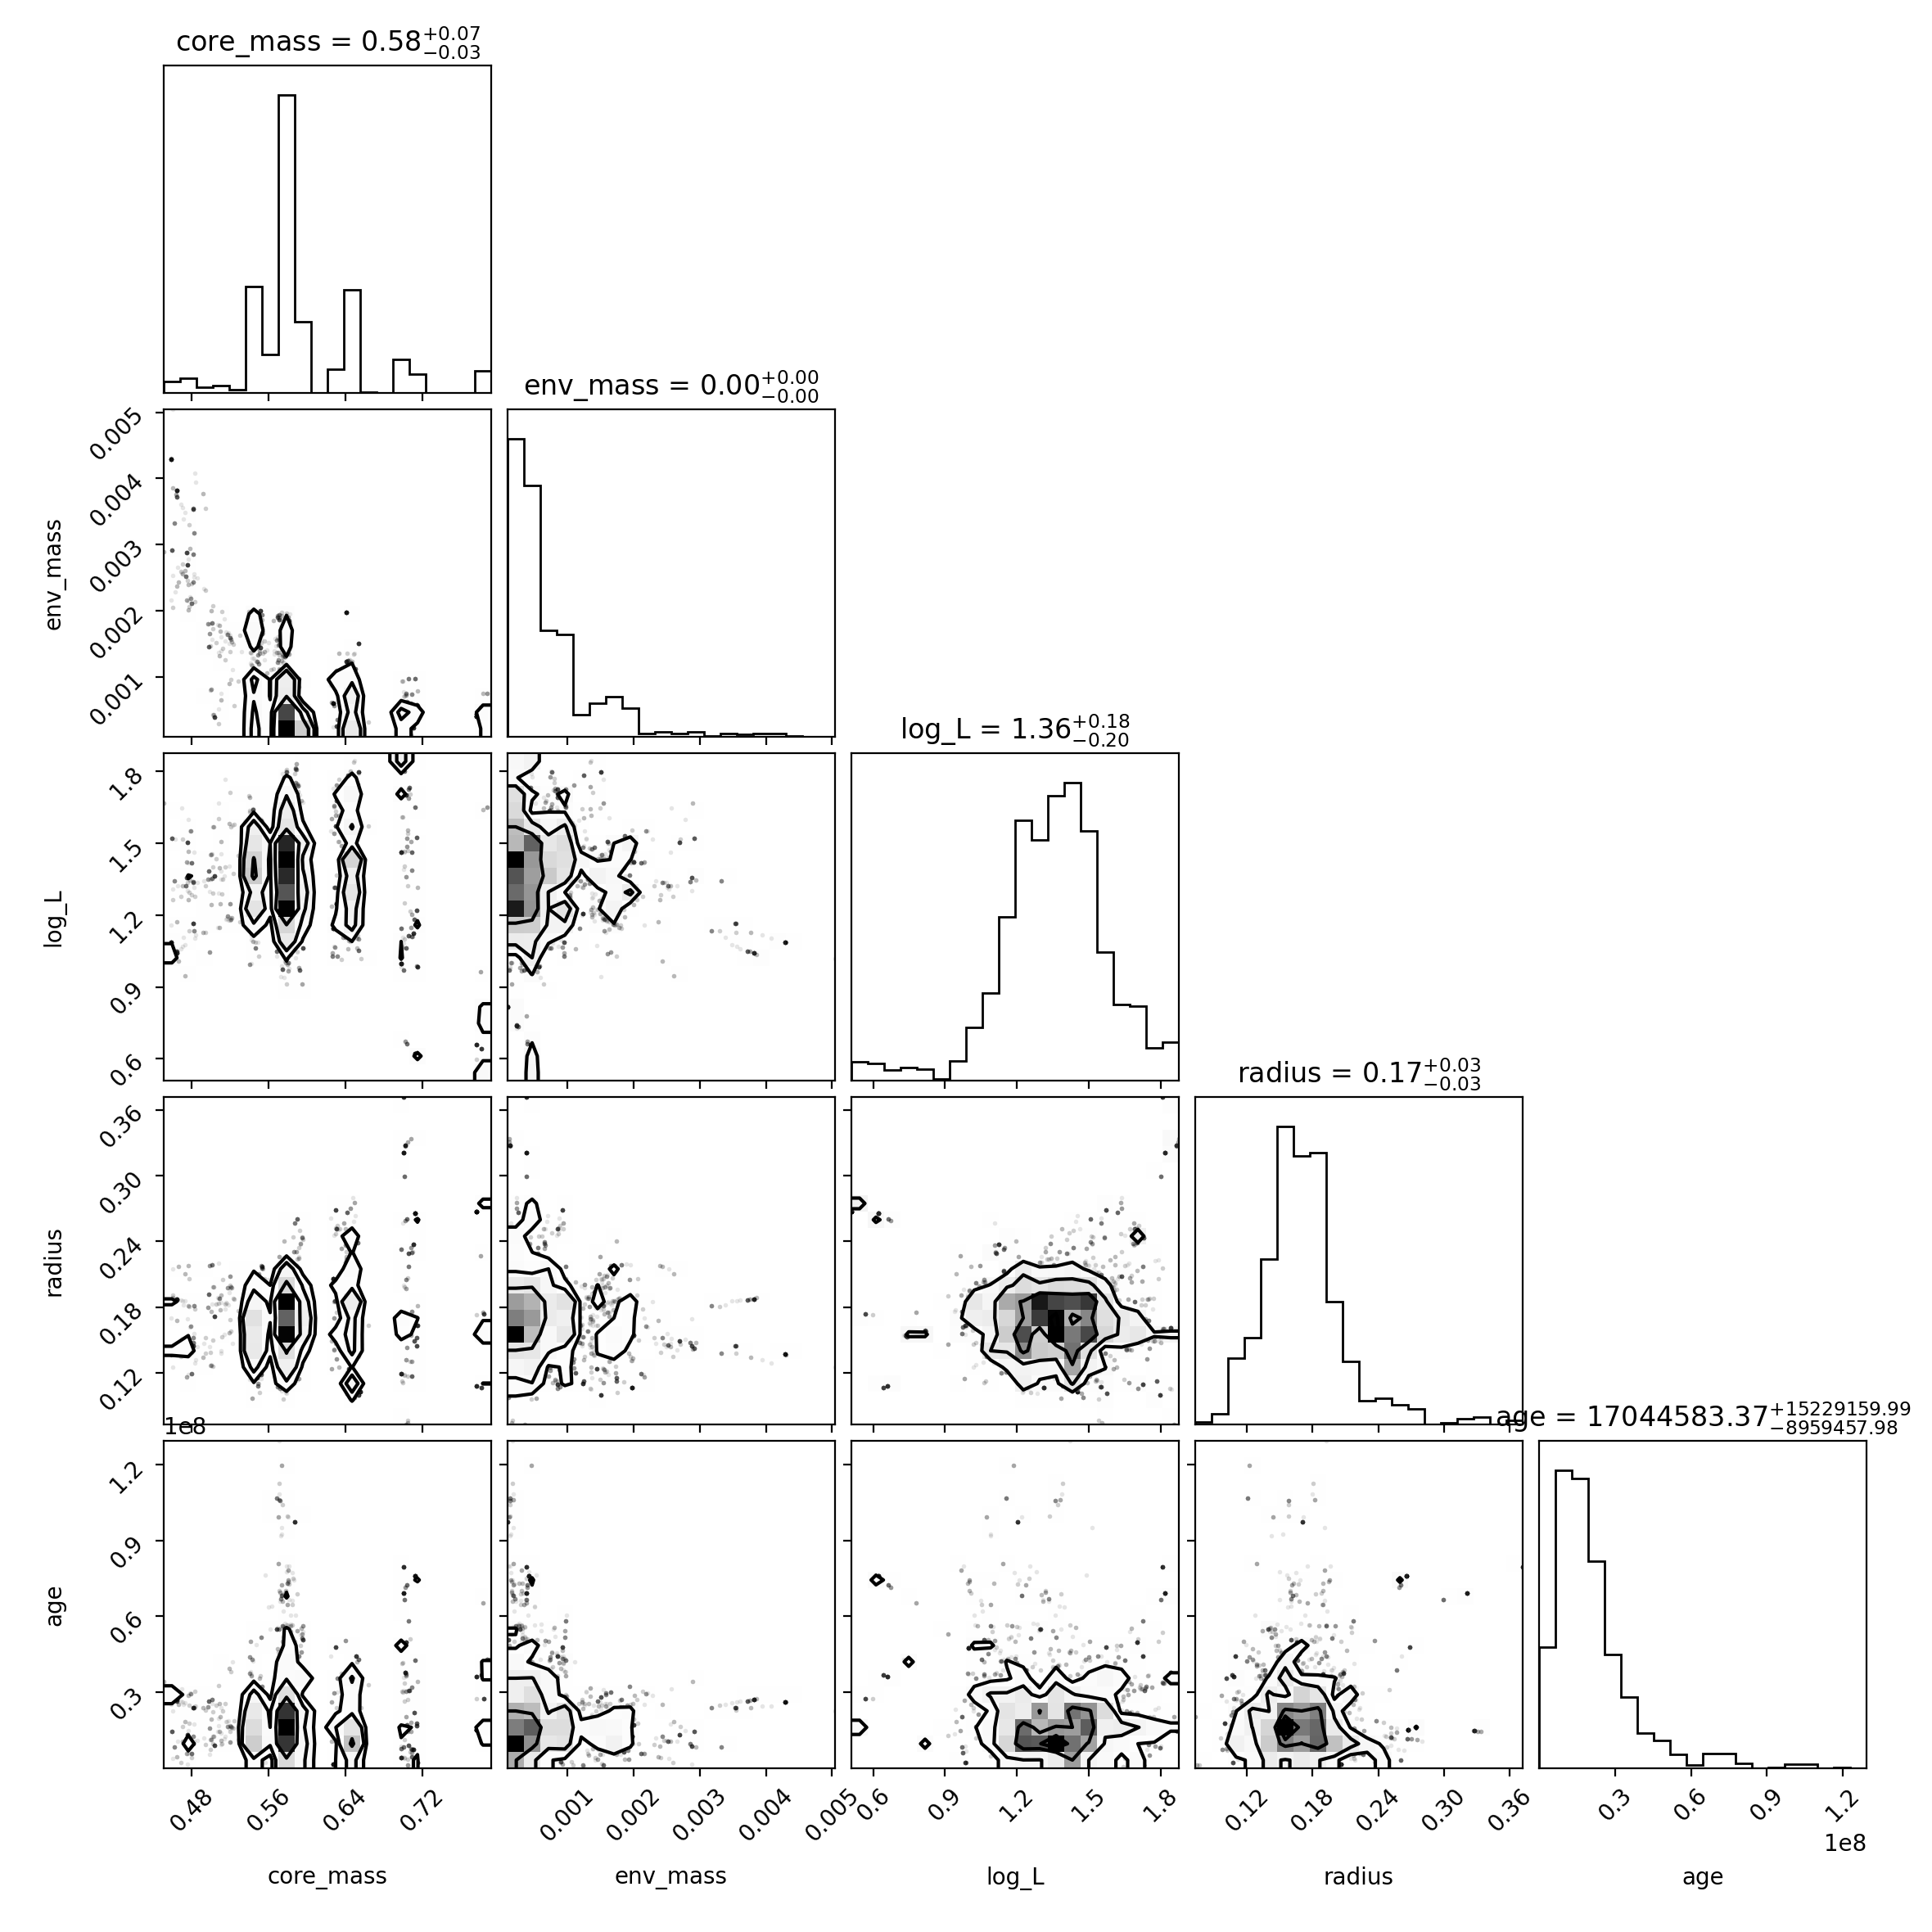 core_mass = 0.58+0.07−0.03
env_mass = 0.00+0.00−0.00
0.005
0.004
0.003
0.002
0.001
env_mass
log_L = 1.36+0.18−0.20
1.8
1.5
1.2
0.9
0.6
log_L
radius = 0.17+0.03−0.03
0.36
0.30
0.24
0.18
0.12
radius
1e8
age = 17044583.37+15229159.99−8959457.98
1.2
0.9
0.6
0.3
age
0.48 0.56 0.64 0.72 0.001 0.002 0.003 0.004 0.005 0.6 0.9 1.2 1.5 1.8 0.12 0.18 0.24 0.30 0.36 0.3 0.6 0.9 1.2
1e8
core_mass env_mass log_L radius age